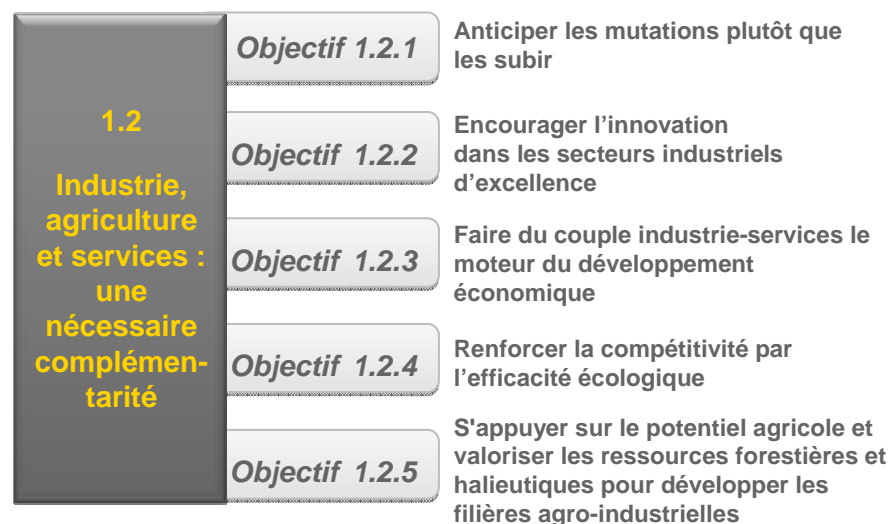 1.2
Industrie,
agriculture
et services :
une
nécessaire
complémen-
tarité
Objectif 1.2.1
Anticiper les mutations plutôt que
les subir
Objectif 1.2.2
Encourager l’innovation
dans les secteurs industriels
d’excellence
Objectif 1.2.3
Faire du couple industrie-services le
moteur du développement
économique
Objectif 1.2.4
Renforcer la compétitivité par
l’efficacité écologique
Objectif 1.2.5
S'appuyer sur le potentiel agricole et
valoriser les ressources forestières et
halieutiques pour développer les
filières agro-industrielles